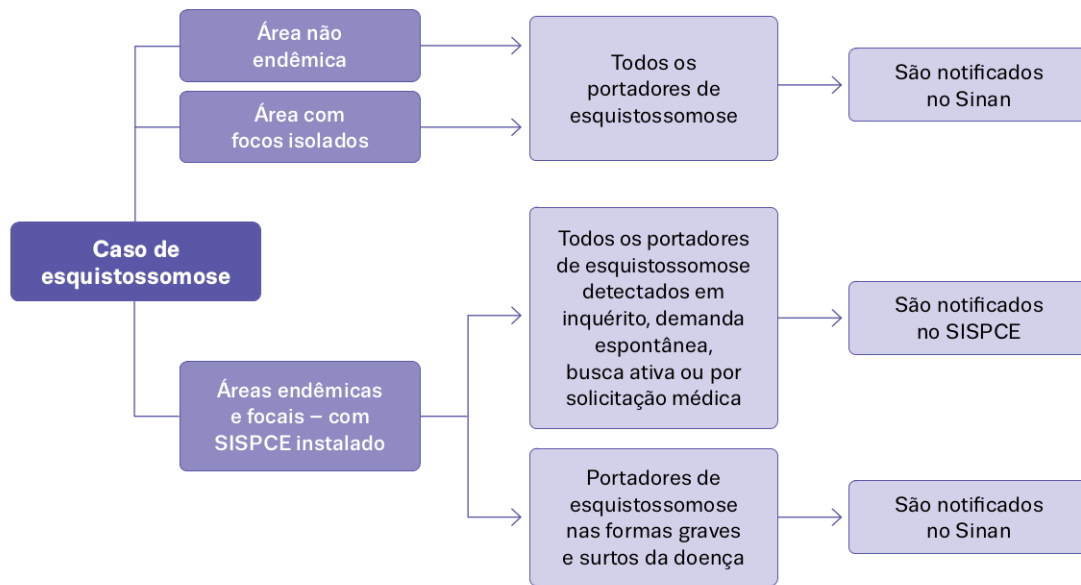 Área não
endêmica
Todos os
portadores de
esquistossomose
São notificados
no Sinan
Área com
focos isolados
Caso de
esquistossomose
Todos os portadores
de esquistossomose
detectados em
inquérito, demanda
espontânea,
busca ativa ou por
solicitação médica
São notificados
no SISPCE
Áreas endêmicas
e focais – com
SISPCE instalado
Portadores de
esquistossomose
nas formas graves
e surtos da doença
São notificados
no Sinan